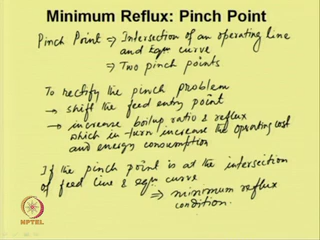 Minimum Reflux: Pinch Point
Pinch Point ⇒ Intersection of an operating line
and Eqm curve
⇒ Two pinch points
To rectify the pinch problem
→ shift the feed entry point
→ increase boilup ratio & reflux
which in turn increase the operating cost
and energy consumption
If the pinch point is at the intersection
of feed line & eqm curve
⇒ minimum reflux
condition.
NPTEL